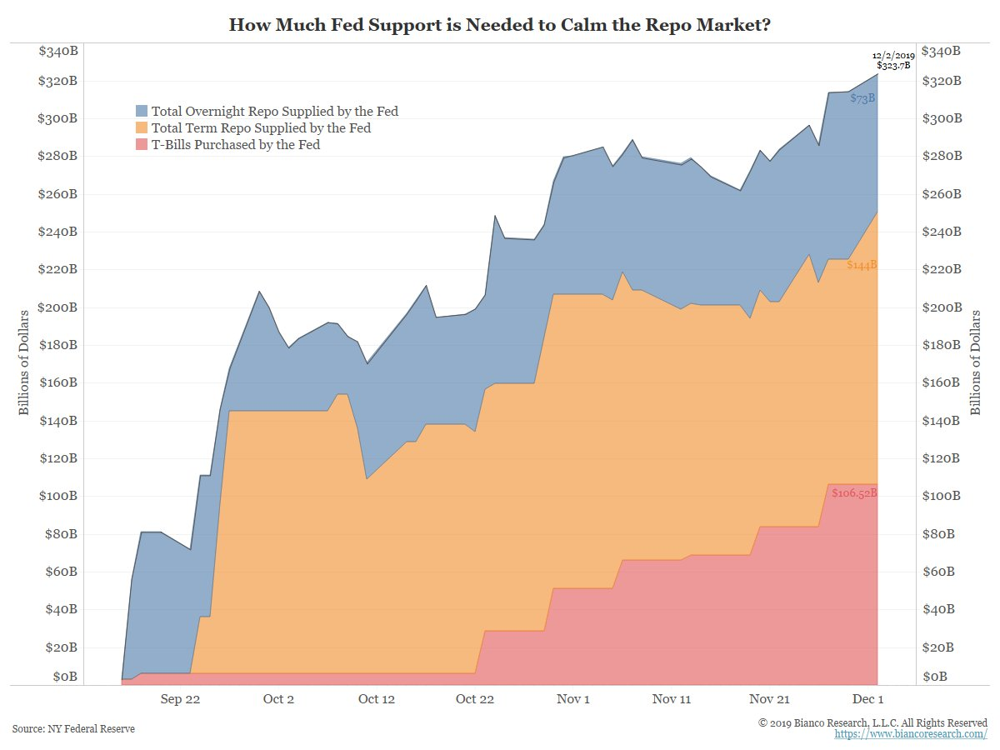 How Much Fed Support is Needed to Calm the Repo Market?
$340B
$320B
$300B
$280B
$260B
$240B
$220B
$200B
$180B
$160B
$140B
$120B
$100B
$80B
$60B
$40B
$20B
$0B
Billions of Dollars
Total Overnight Repo Supplied by the Fed
Total Term Repo Supplied by the Fed
T-Bills Purchased by the Fed
12/2/2019
$323.7B
$73B
$144B
$106.52B
$340B
$320B
$300B
$280B
$260B
$240B
$220B
$200B
$180B
$160B
$140B
$120B
$100B
$80B
$60B
$40B
$20B
$0B
Billions of Dollars
Sep 22
Oct 2
Oct 12
Oct 22
Nov 1
Nov 11
Nov 21
Dec 1
Source: NY Federal Reserve
© 2019 Bianco Research, L.L.C. All Rights Reserved
https://www.biancoresearch.com/